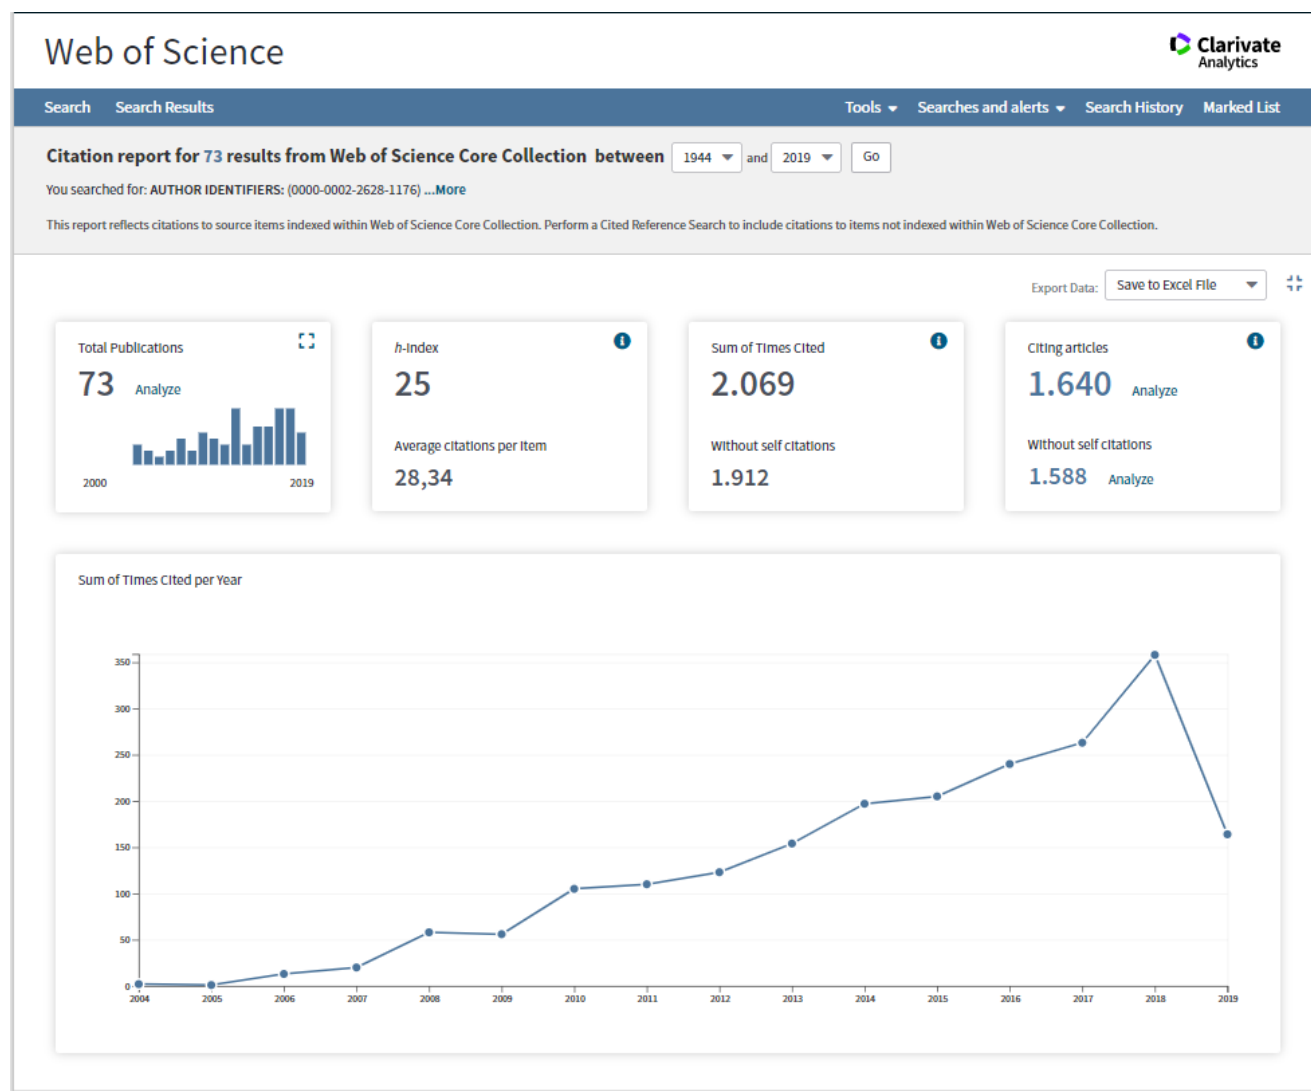 Web of Science
Clarivate
Analytics
Search Search Results Tools Searches and alerts Search History Marked List
Citation report for 73 results from Web of Science Core Collection between 1944 and 2019 Go
You searched for: AUTHOR IDENTIFIERS: (0000-0002-2628-1176) ...More
This report reflects citations to source items indexed within Web of Science Core Collection. Perform a Cited Reference Search to include citations to items not indexed within Web of Science Core Collection.
Export Data: Save to Excel File
Total Publications
73 Analyze
2000 2019
h-index
25
Average citations per item
28,34
Sum of Times Cited
2.069
Without self citations
1.912
Citing articles
1.640 Analyze
Without self citations
1.588 Analyze
Sum of Times Cited per Year
350
300
250
200
150
100
50
0
2004 2005 2006 2007 2008 2009 2010 2011 2012 2013 2014 2015 2016 2017 2018 2019